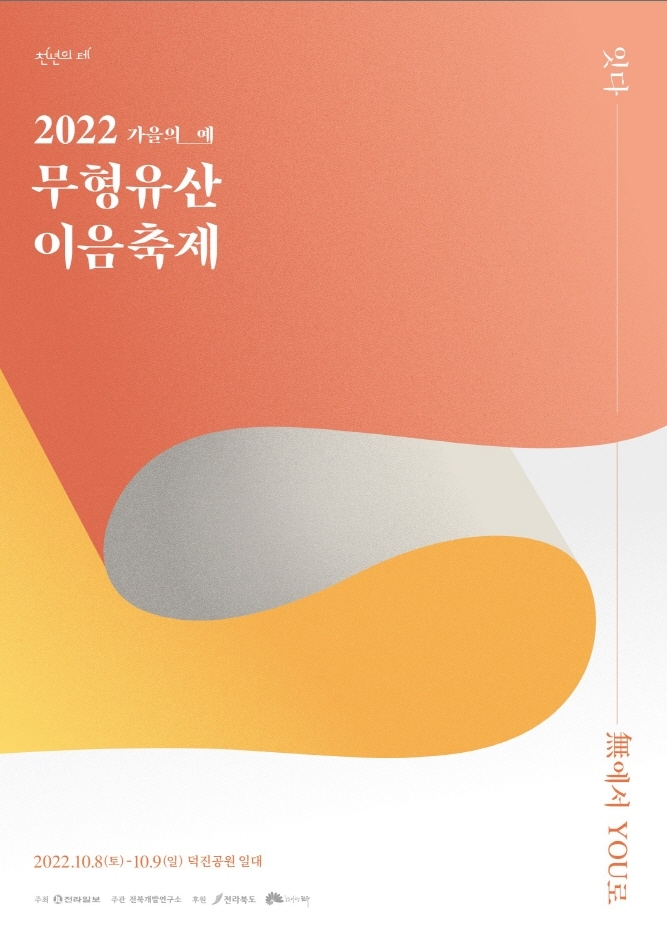 천년의 테
2022 가을의 예
무형유산
이음축제
잇다
無에서 YOU로
2022.10.8(토)-10.9(일) 덕진공원 일대
주최 전라일보 주관 전북개발연구소 후원 전라북도